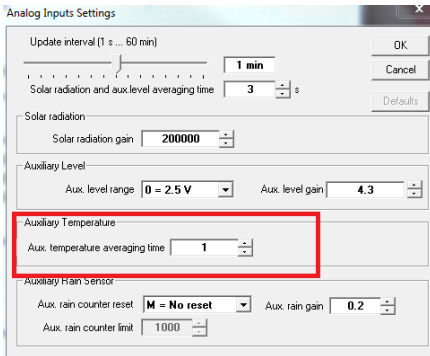 Analog Inputs Settings
Update interval (1 s ... 60 min)
1 min
OK
Cancel
Solar radiation and aux.level averaging time 3 s
Defaults
Solar radiation
Solar radiation gain 200000
Auxiliary Level
Aux. level range 0 = 2.5 V Aux. level gain 4.3
Auxiliary Temperature
Aux. temperature averaging time 1
Auxiliary Rain Sensor
Aux. rain counter reset M = No reset Aux. rain gain 0.2
Aux. rain counter limit 1000